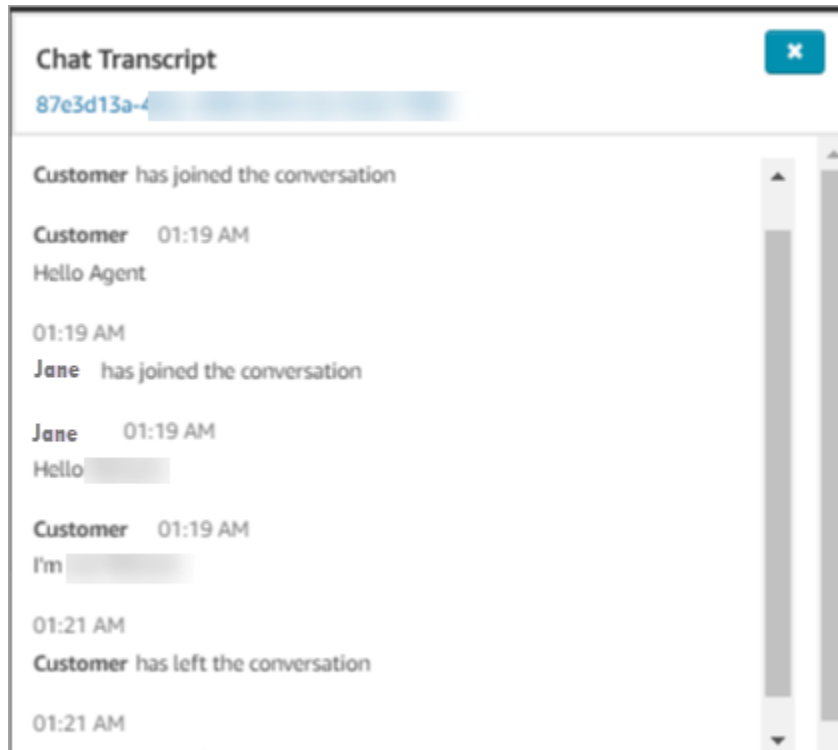 Chat Transcript
87e3d13a-
Customer has joined the conversation
Customer 01:19 AM
Hello Agent
01:19 AM
Jane has joined the conversation
Jane 01:19 AM
Hello
Customer 01:19 AM
I'm
01:21 AM
Customer has left the conversation
01:21 AM